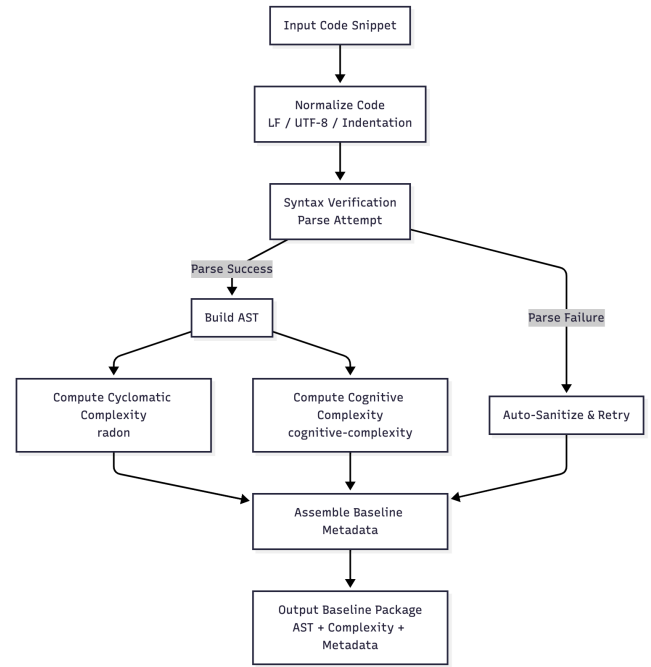 Input Code Snippet
Normalize Code
LF / UTF-8 / Indentation
Syntax Verification
Parse Attempt
Parse Success
Build AST
Parse Failure
Compute Cyclomatic
Complexity
radon
Compute Cognitive
Complexity
cognitive-complexity
Auto-Sanitize & Retry
Assemble Baseline
Metadata
Output Baseline Package
AST + Complexity +
Metadata